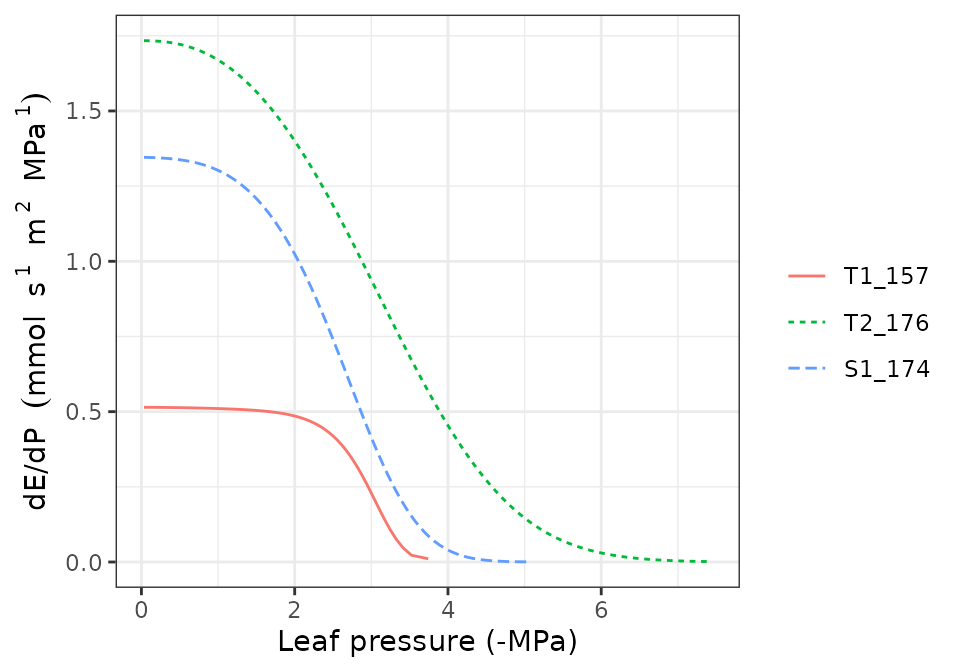 dE/dP (mmol s¹ m² MPa¹)
1.5
1.0
0.5
0.0
0 2 4 6
Leaf pressure (-MPa)
T1_157
T2_176
S1_174